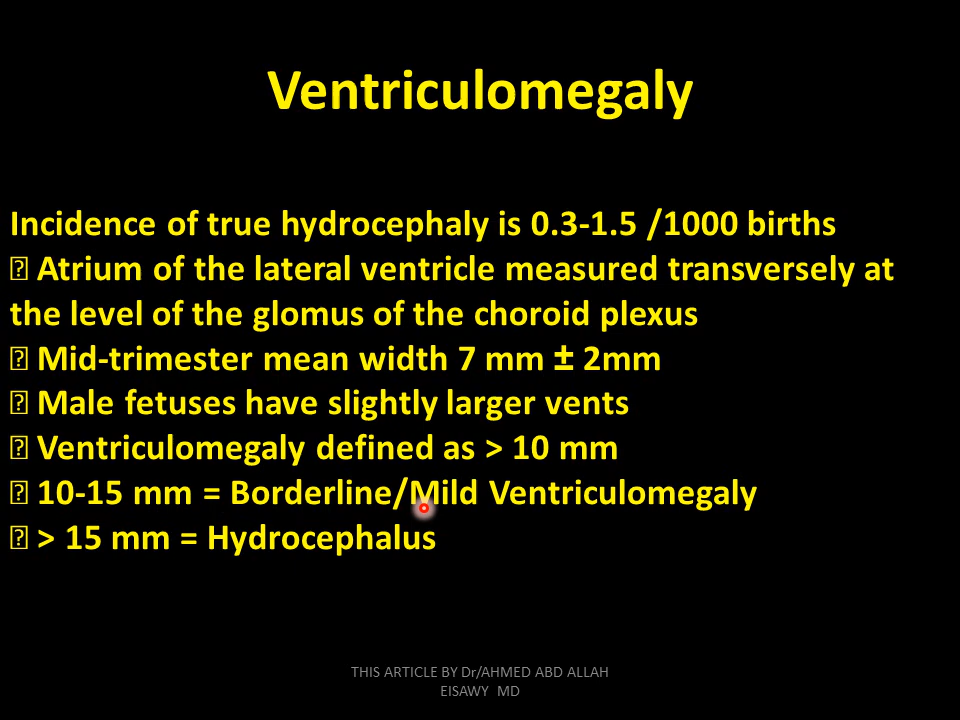 Ventriculomegaly
Incidence of true hydrocephaly is 0.3-1.5 /1000 births
⍰ Atrium of the lateral ventricle measured transversely at
the level of the glomus of the choroid plexus
⍰ Mid-trimester mean width 7 mm ± 2mm
⍰ Male fetuses have slightly larger vents
⍰ Ventriculomegaly defined as > 10 mm
⍰ 10-15 mm = Borderline/Mild Ventriculomegaly
⍰ > 15 mm = Hydrocephalus
THIS ARTICLE BY Dr/AHMED ABD ALLAH
EISAWY MD